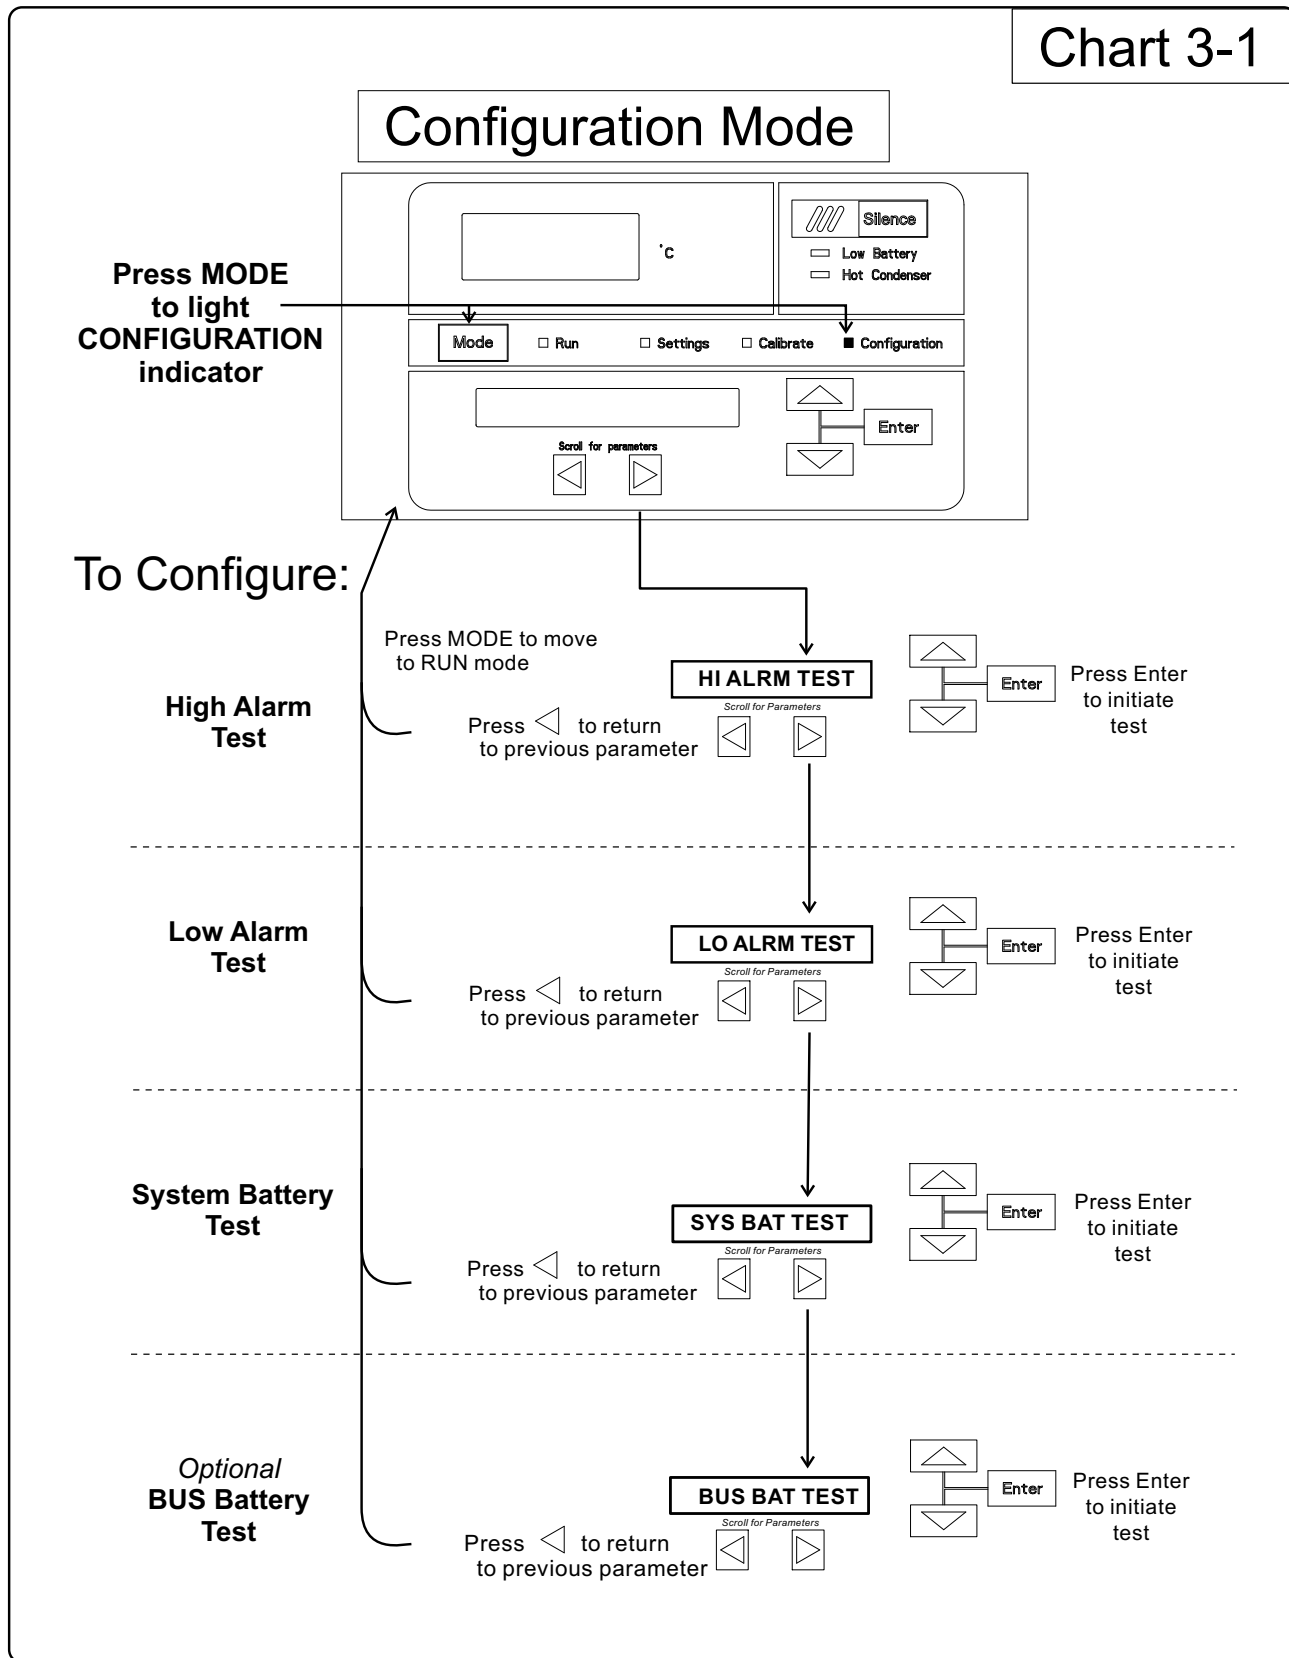 Chart 3-1
Configuration Mode
Silence
°C
Low Battery
Hot Condenser
Press MODE
to light
CONFIGURATION
indicator
Mode
Run
Settings
Calibrate
Configuration
Enter
Scroll for parameters
To Configure:
Press MODE to move
to RUN mode
High Alarm
Test
HI ALRM TEST
Scroll for Parameters
Press to return
to previous parameter
Enter
Press Enter
to initiate
test
Low Alarm
Test
LO ALRM TEST
Scroll for Parameters
Press to return
to previous parameter
Enter
Press Enter
to initiate
test
System Battery
Test
SYS BAT TEST
Scroll for Parameters
Press to return
to previous parameter
Enter
Press Enter
to initiate
test
Optional
BUS Battery
Test
BUS BAT TEST
Scroll for Parameters
Press to return
to previous parameter
Enter
Press Enter
to initiate
test